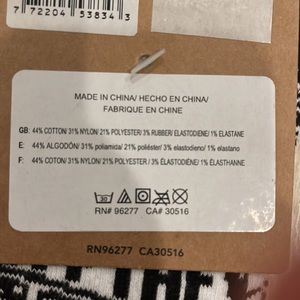 7 72204 53834 3
MADE IN CHINA/ HECHO EN CHINA/
FABRIQUE EN CHINE
GB: 44% COTTON/ 31% NYLON/ 21% POLYESTER/ 3% RUBBER/ ELASTODIENE/ 1% ELASTANE
E: 44% ALGODÓN/ 31% poliamida/ 21% poliéster/ 3% elastodieno/ 1% elastano
F: 44% COTON/ 31% NYLON/ 21% POLYESTER / 3% ELASTODIÈNE/ 1% ÉLASTHANNE
30
RN# 96277 CA# 30516
RN96277 CA30516